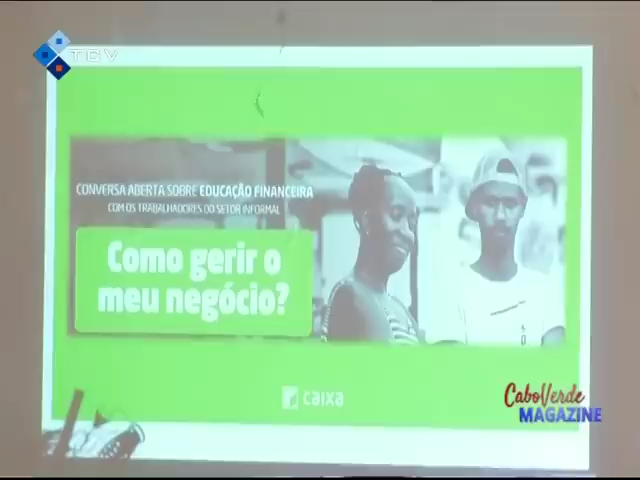 TCV
CONVERSA ABERTA SOBRE EDUCAÇÃO FINANCEIRA
COM OS TRABALHADORES DO SETOR INFORMAL
Como gerir o
meu negócio?
caixa
CaboVerde
MAGAZINE